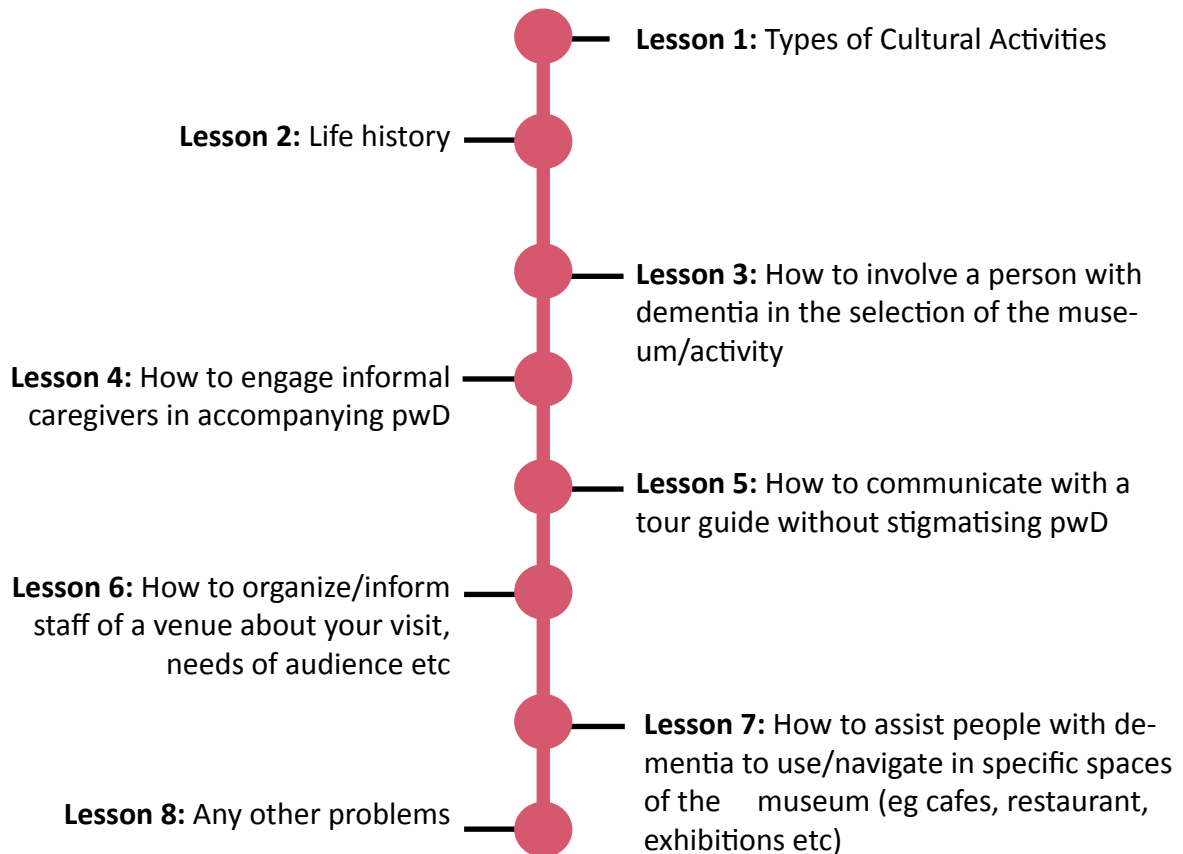 Lesson 1: Types of Cultural Activities
Lesson 2: Life history
Lesson 3: How to involve a person with
dementia in the selection of the muse-
um/activity
Lesson 4: How to engage informal
caregivers in accompanying pwD
Lesson 5: How to communicate with a
tour guide without stigmatising pwD
Lesson 6: How to organize/inform
staff of a venue about your visit,
needs of audience etc
Lesson 7: How to assist people with de-
mentia to use/navigate in specific spaces
of the museum (eg cafes, restaurant,
exhibitions etc)
Lesson 8: Any other problems